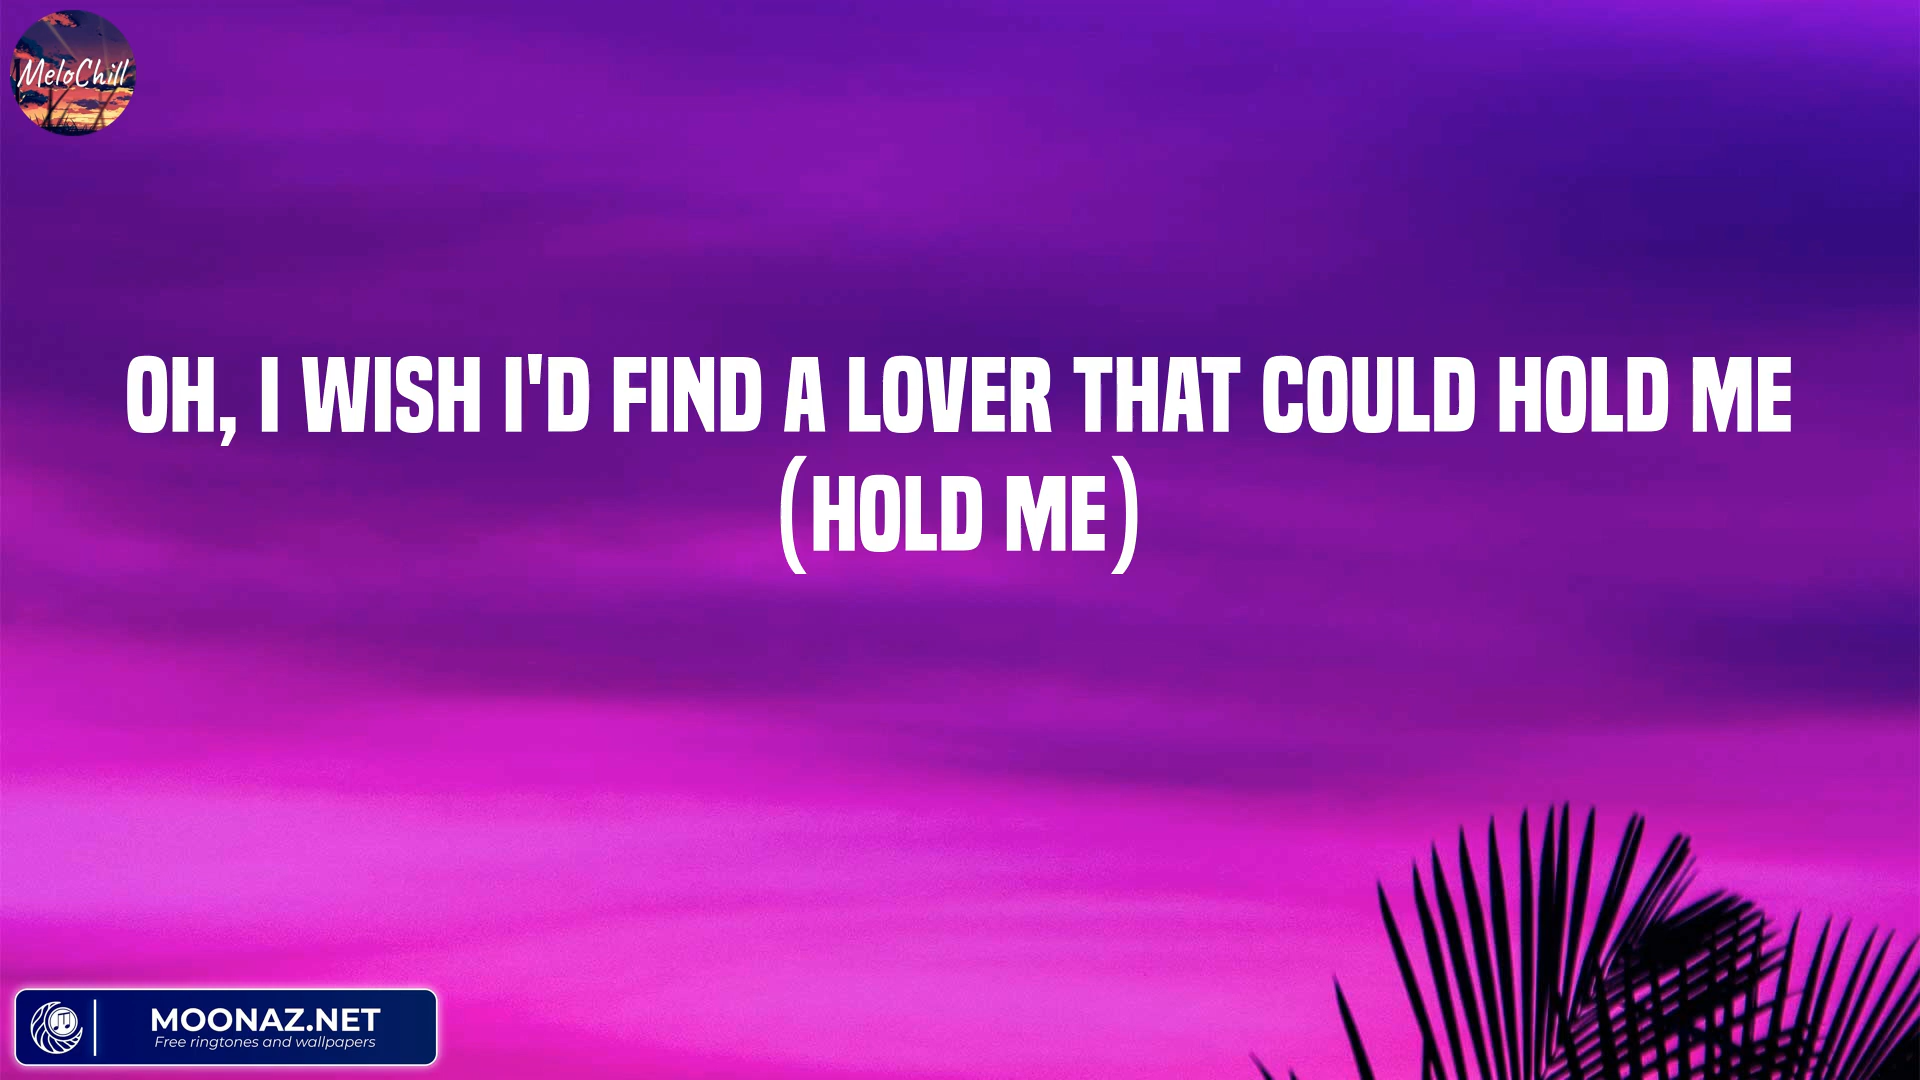 MeloChill
OH, I WISH I'D FIND A LOVER THAT COULD HOLD ME
(HOLD ME)
MOONAZ.NET
Free ringtones and wallpapers